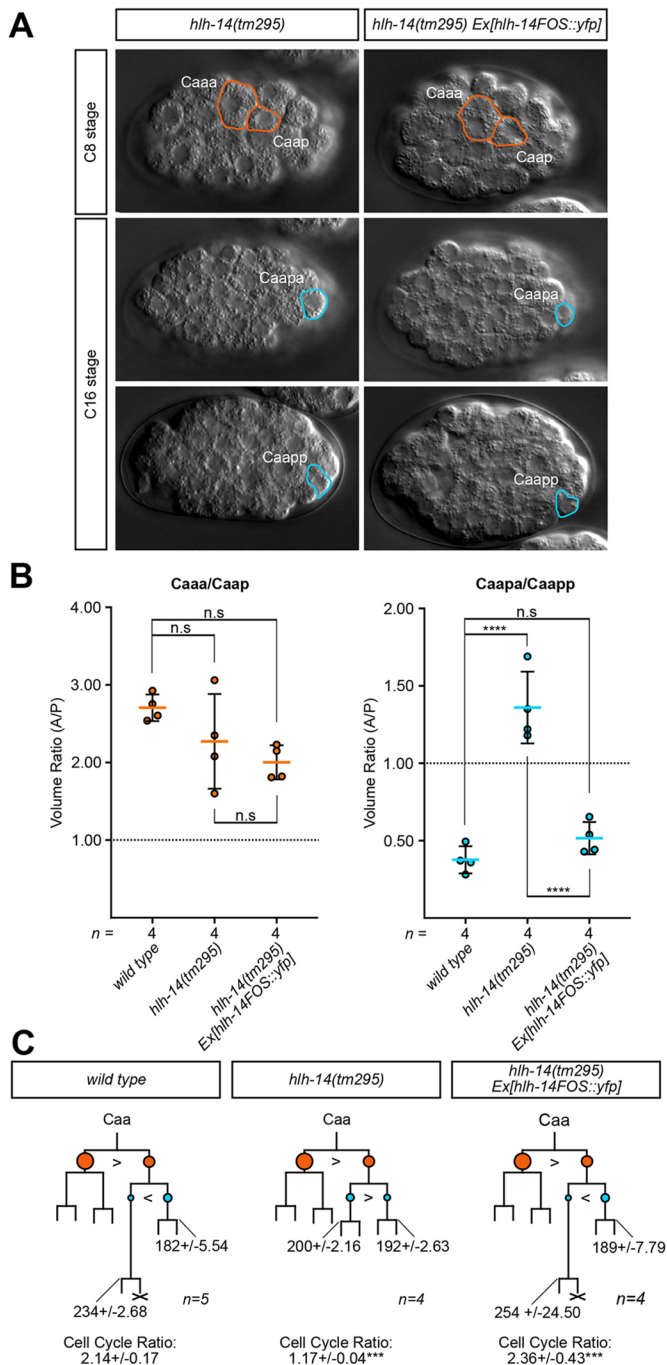 A
hlh-14(tm295)
hlh-14(tm295) Ex[hlh-14FOS::yfp]
C8 stage
Caaa
Caap
Caaa
Caap
C16 stage
Caapa
Caapa
Caapp
Caapp
B
Caaa/Caap
Volume Ratio (A/P)
4.00
3.00
2.00
1.00
n.s
n.s
n.s
n =
4
4
4
wild type
hlh-14(tm295)
hlh-14(tm295)
Ex[hlh-14FOS::yfp]
Caapa/Caapp
Volume Ratio (A/P)
2.00
1.50
1.00
0.50
n.s
****
****
n =
4
4
4
wild type
hlh-14(tm295)
hlh-14(tm295)
Ex[hlh-14FOS::yfp]
C
wild type
Caa
>
<
182+/-5.54
234+/-2.68
n=5
Cell Cycle Ratio:
2.14+/-0.17
hlh-14(tm295)
Caa
>
>
200+/-2.16
192+/-2.63
n=4
Cell Cycle Ratio:
1.17+/-0.04***
hlh-14(tm295)
Ex[hlh-14FOS::yfp]
Caa
>
<
189+/-7.79
254 +/-24.50
n=4
Cell Cycle Ratio:
2.36+/-0.43***